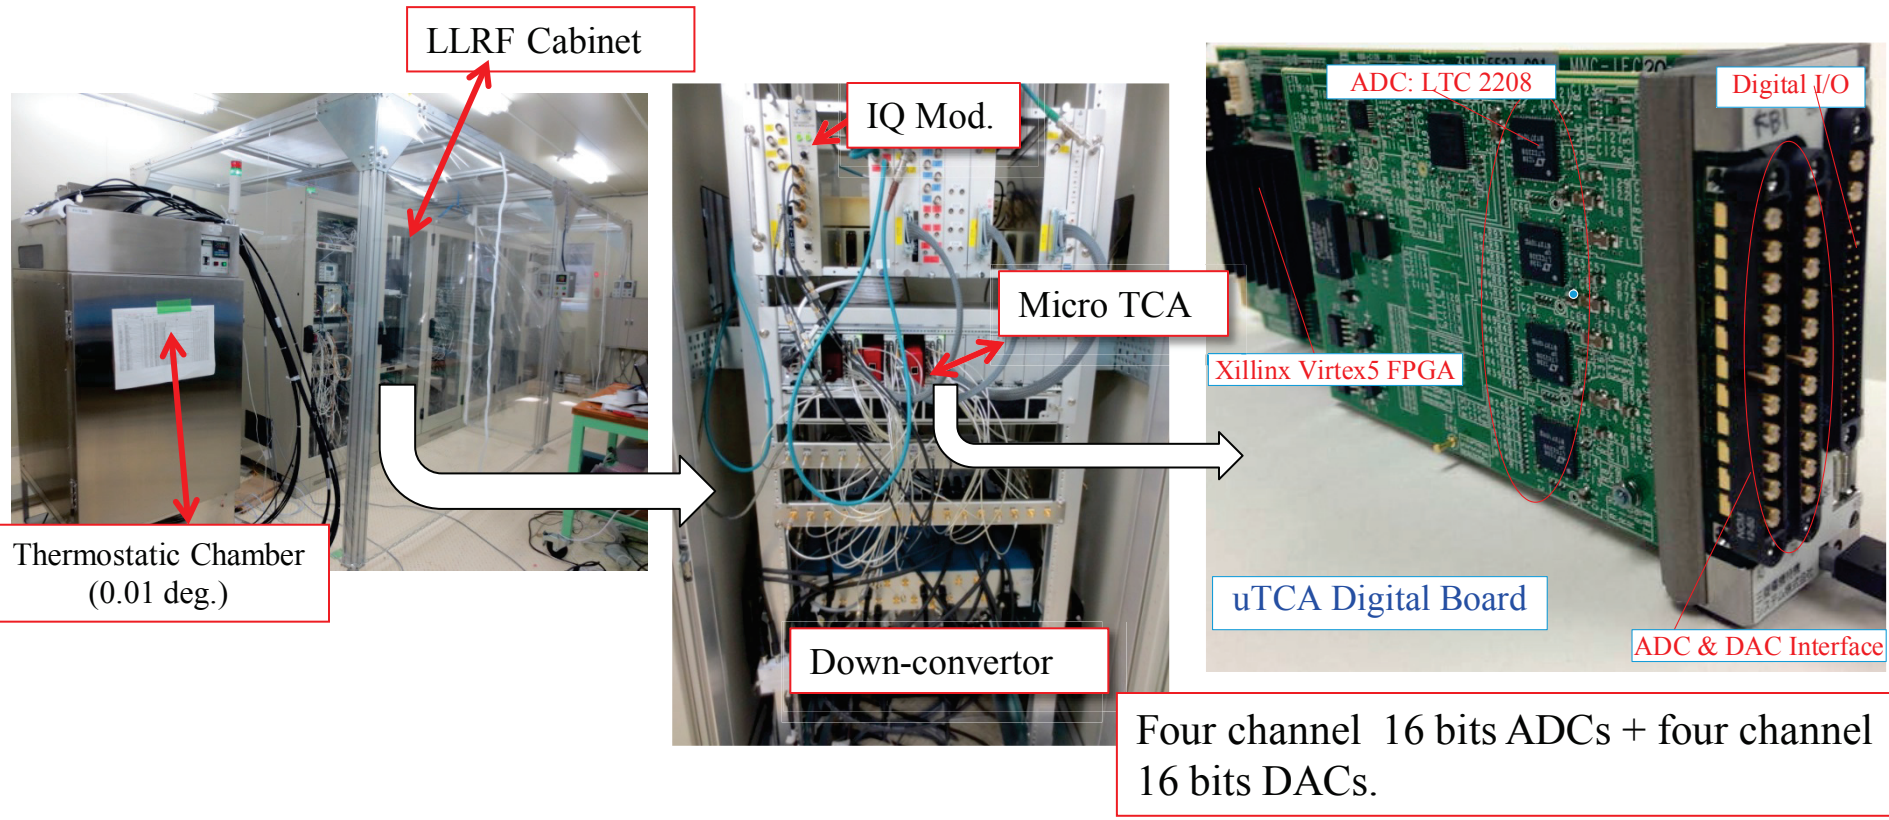 LLRF Cabinet
IQ Mod.
Micro TCA
Thermostatic Chamber
(0.01 deg.)
Down-convertor
ADC: LTC 2208
Digital I/O
Xillinx Virtex5 FPGA
uTCA Digital Board
ADC & DAC Interface
Four channel 16 bits ADCs + four channel
16 bits DACs.